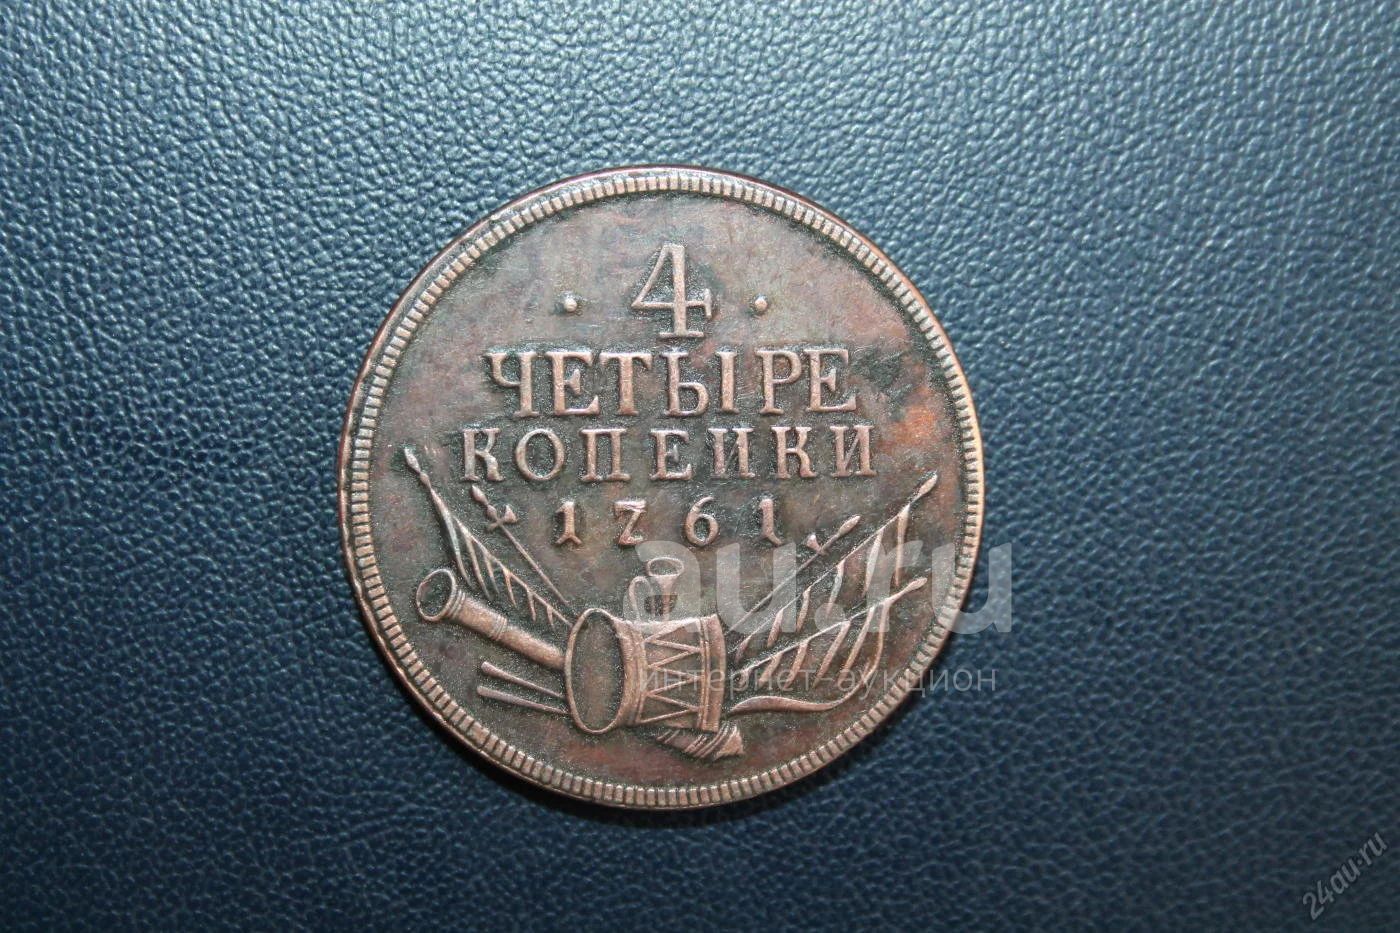 · 4 ·
ЧЕТЫРЕ
КОПЕИКИ
1761
au.ru
интернет-аукцион
24au.ru